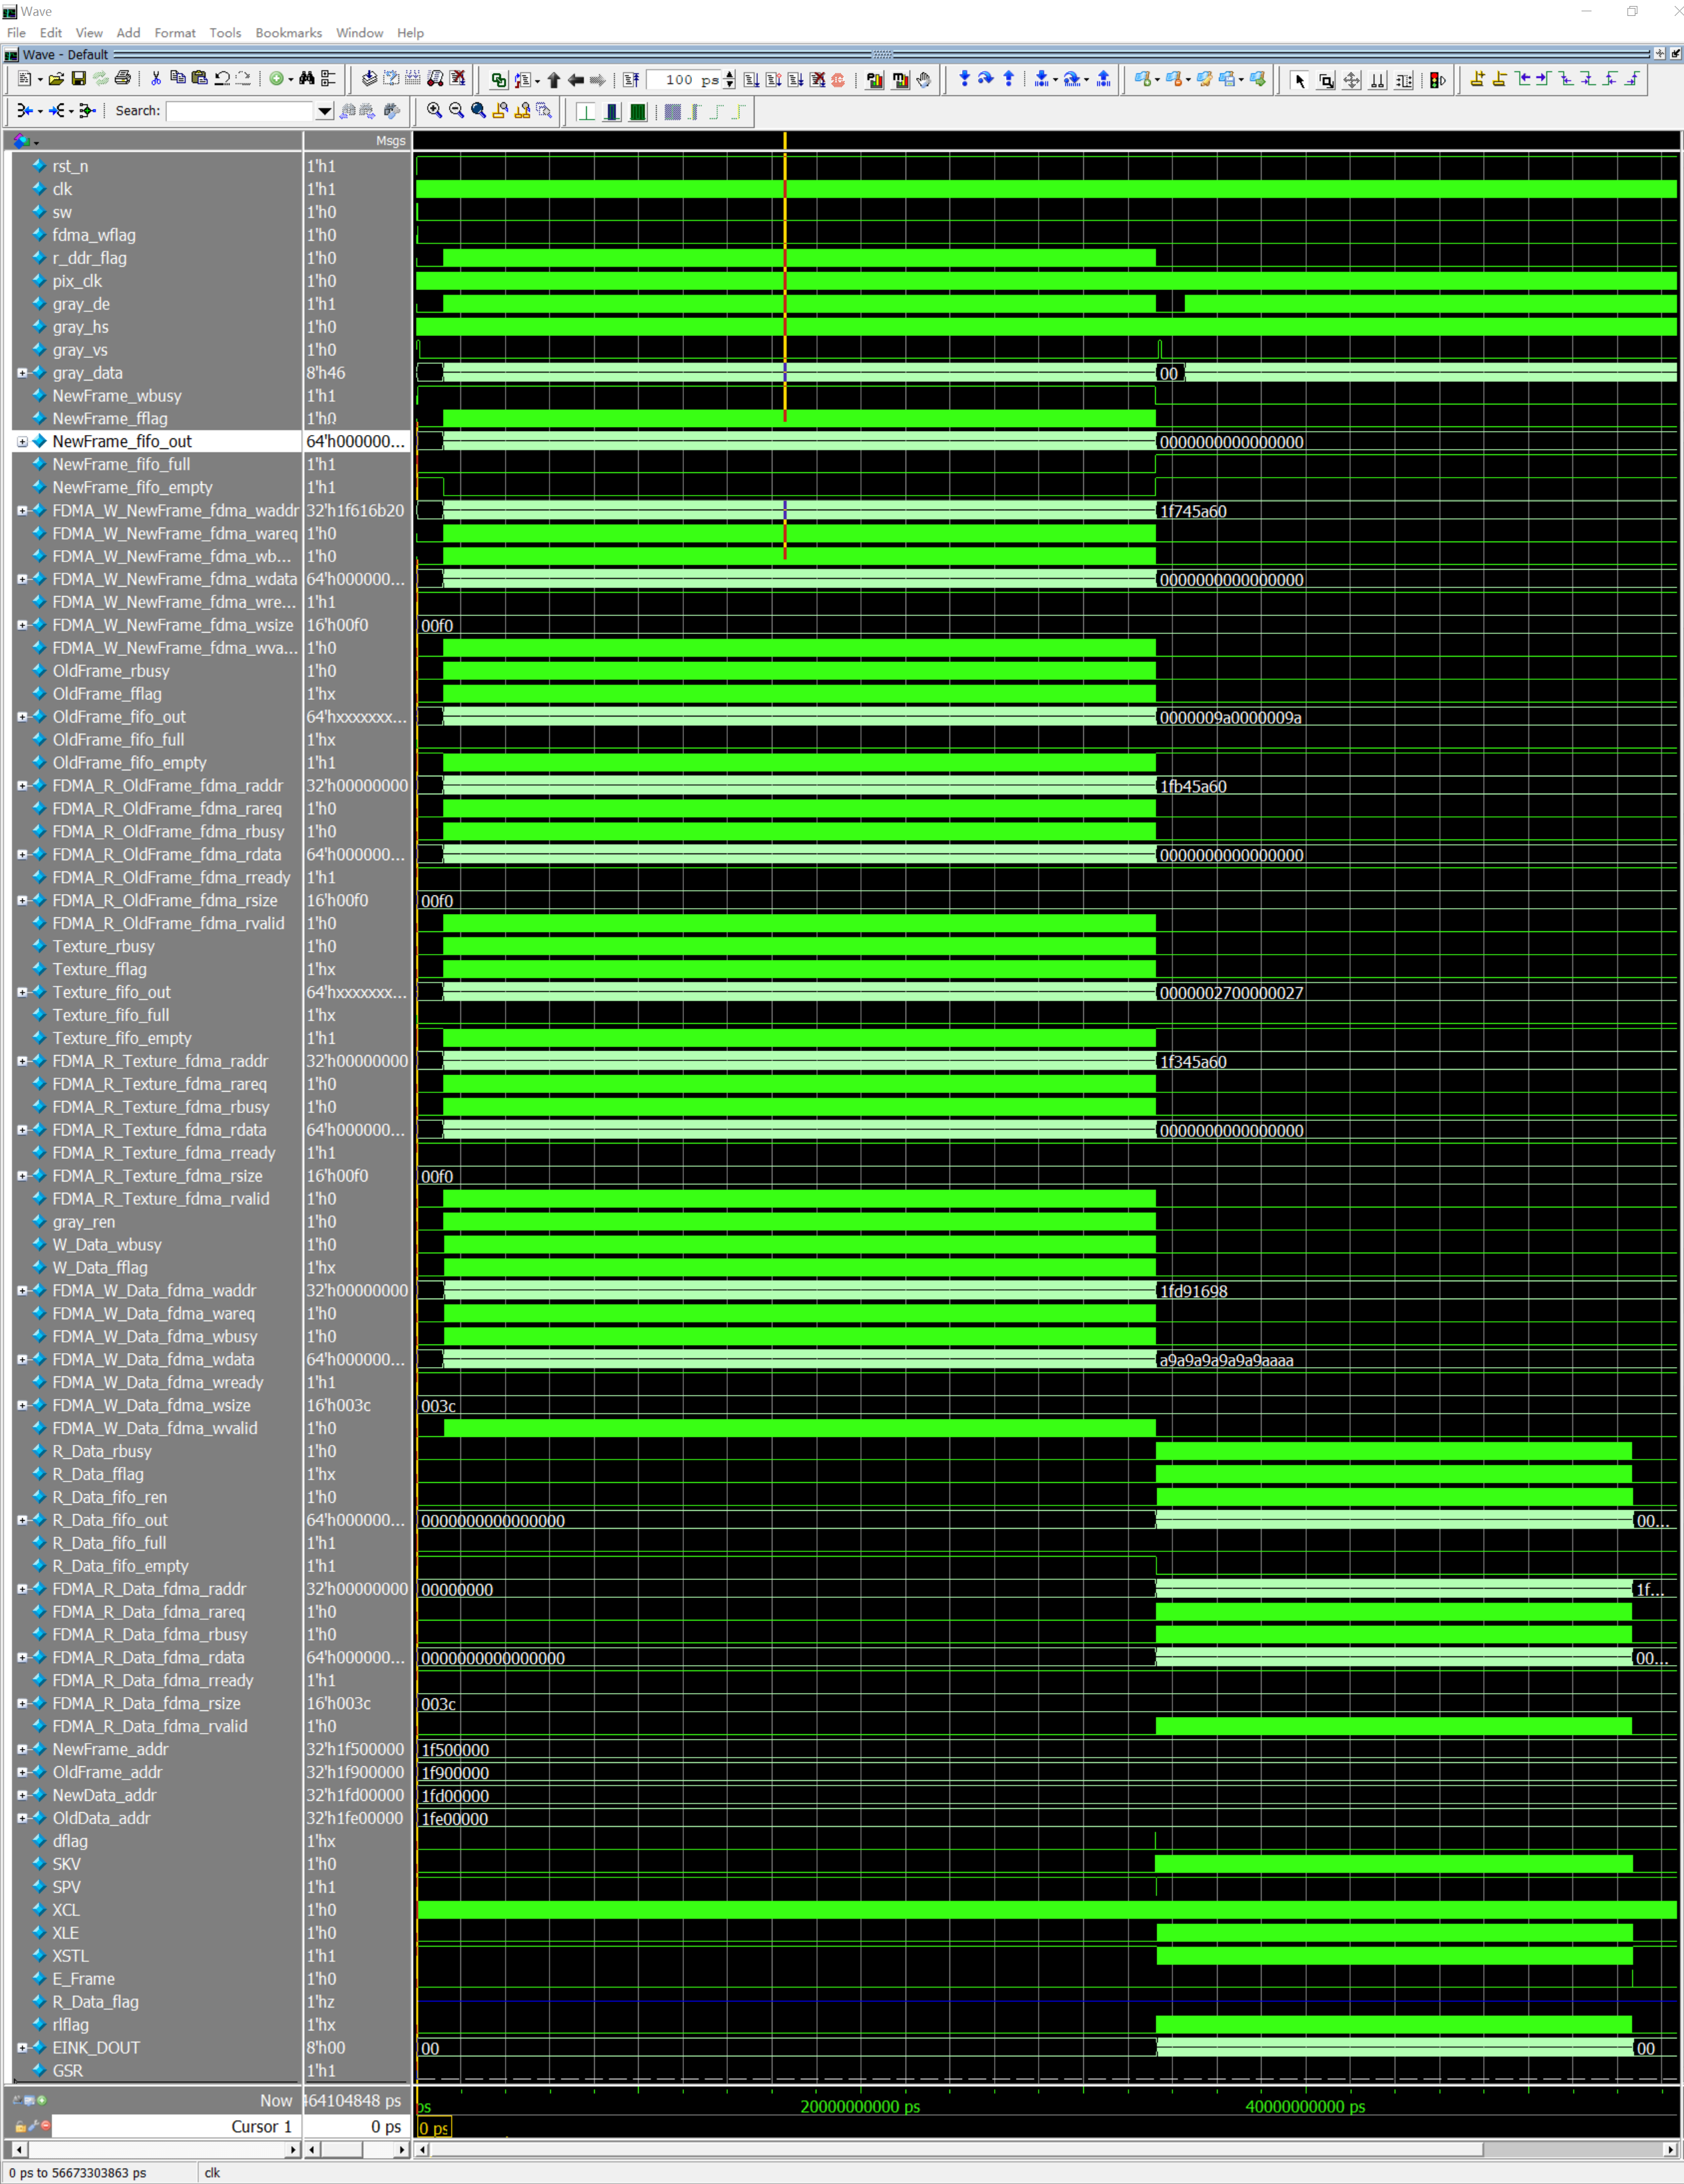 Wave
File Edit View Add Format Tools Bookmarks Window Help
Wave - Default
100 ps
Search:
Msgs
rst_n 1'h1
clk 1'h1
sw 1'h0
fdma_wflag 1'h0
r_ddr_flag 1'h0
pix_clk 1'h0
gray_de 1'h1
gray_hs 1'h0
gray_vs 1'h0
gray_data 8'h46 00
NewFrame_wbusy 1'h1
NewFrame_fflag 1'h0
NewFrame_fifo_out 64'h000000... 0000000000000000
NewFrame_fifo_full 1'h1
NewFrame_fifo_empty 1'h1
FDMA_W_NewFrame_fdma_waddr 32'h1f616b20 1f745a60
FDMA_W_NewFrame_fdma_wareq 1'h0
FDMA_W_NewFrame_fdma_wb... 1'h0
FDMA_W_NewFrame_fdma_wdata 64'h000000... 0000000000000000
FDMA_W_NewFrame_fdma_wre... 1'h1
FDMA_W_NewFrame_fdma_wsize 16'h00f0 00f0
FDMA_W_NewFrame_fdma_wva... 1'h0
OldFrame_rbusy 1'h0
OldFrame_fflag 1'hx
OldFrame_fifo_out 64'hxxxxxxx... 0000009a0000009a
OldFrame_fifo_full 1'hx
OldFrame_fifo_empty 1'h1
FDMA_R_OldFrame_fdma_raddr 32'h00000000 1fb45a60
FDMA_R_OldFrame_fdma_rareq 1'h0
FDMA_R_OldFrame_fdma_rbusy 1'h0
FDMA_R_OldFrame_fdma_rdata 64'h000000... 0000000000000000
FDMA_R_OldFrame_fdma_rready 1'h1
FDMA_R_OldFrame_fdma_rsize 16'h00f0 00f0
FDMA_R_OldFrame_fdma_rvalid 1'h0
Texture_rbusy 1'h0
Texture_fflag 1'hx
Texture_fifo_out 64'hxxxxxxx... 0000002700000027
Texture_fifo_full 1'hx
Texture_fifo_empty 1'h1
FDMA_R_Texture_fdma_raddr 32'h00000000 1f345a60
FDMA_R_Texture_fdma_rareq 1'h0
FDMA_R_Texture_fdma_rbusy 1'h0
FDMA_R_Texture_fdma_rdata 64'h000000... 0000000000000000
FDMA_R_Texture_fdma_rready 1'h1
FDMA_R_Texture_fdma_rsize 16'h00f0 00f0
FDMA_R_Texture_fdma_rvalid 1'h0
gray_ren 1'h0
W_Data_wbusy 1'h0
W_Data_fflag 1'hx
FDMA_W_Data_fdma_waddr 32'h00000000 1fd91698
FDMA_W_Data_fdma_wareq 1'h0
FDMA_W_Data_fdma_wbusy 1'h0
FDMA_W_Data_fdma_wdata 64'h000000... a9a9a9a9a9a9aaaa
FDMA_W_Data_fdma_wready 1'h1
FDMA_W_Data_fdma_wsize 16'h003c 003c
FDMA_W_Data_fdma_wvalid 1'h0
R_Data_rbusy 1'h0
R_Data_fflag 1'hx
R_Data_fifo_ren 1'h0
R_Data_fifo_out 64'h000000... 0000000000000000 00...
R_Data_fifo_full 1'h1
R_Data_fifo_empty 1'h1
FDMA_R_Data_fdma_raddr 32'h00000000 00000000 1f...
FDMA_R_Data_fdma_rareq 1'h0
FDMA_R_Data_fdma_rbusy 1'h0
FDMA_R_Data_fdma_rdata 64'h000000... 0000000000000000 00...
FDMA_R_Data_fdma_rready 1'h1
FDMA_R_Data_fdma_rsize 16'h003c 003c
FDMA_R_Data_fdma_rvalid 1'h0
NewFrame_addr 32'h1f500000 1f500000
OldFrame_addr 32'h1f900000 1f900000
NewData_addr 32'h1fd00000 1fd00000
OldData_addr 32'h1fe00000 1fe00000
dflag 1'hx
SKV 1'h0
SPV 1'h1
XCL 1'h0
XLE 1'h0
XSTL 1'h1
E_Frame 1'h0
R_Data_flag 1'hz
rlflag 1'hx
EINK_DOUT 8'h00 00 00
GSR 1'h1
Now 464104848 ps ps 20000000000 ps 40000000000 ps
Cursor 1 0 ps 0 ps
0 ps to 56673303863 ps clk